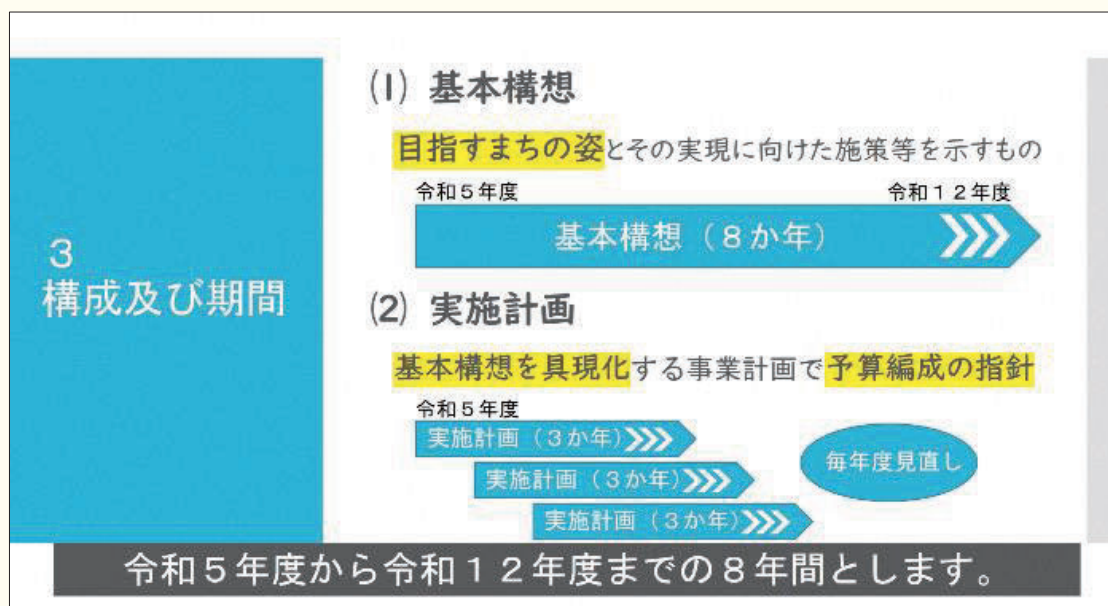 3
構成及び期間
(1) 基本構想
目指すまちの姿とその実現に向けた施策等を示すもの
令和5年度
令和12年度
基本構想（8か年）
(2) 実施計画
基本構想を具現化する事業計画で予算編成の指針
令和5年度
実施計画（3か年）
実施計画（3か年）
実施計画（3か年）
毎年度見直し
令和5年度から令和12年度までの8年間とします。